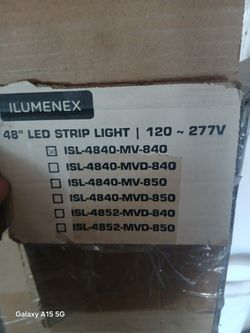 ILUMENEX
48" LED STRIP LIGHT | 120 ~ 277V
☒ ISL-4840-MV-840
☐ ISL-4840-MVD-840
☐ ISL-4840-MV-850
☐ ISL-4840-MVD-850
☐ ISL-4852-MVD-840
☐ ISL-4852-MVD-850
Galaxy A15 5G